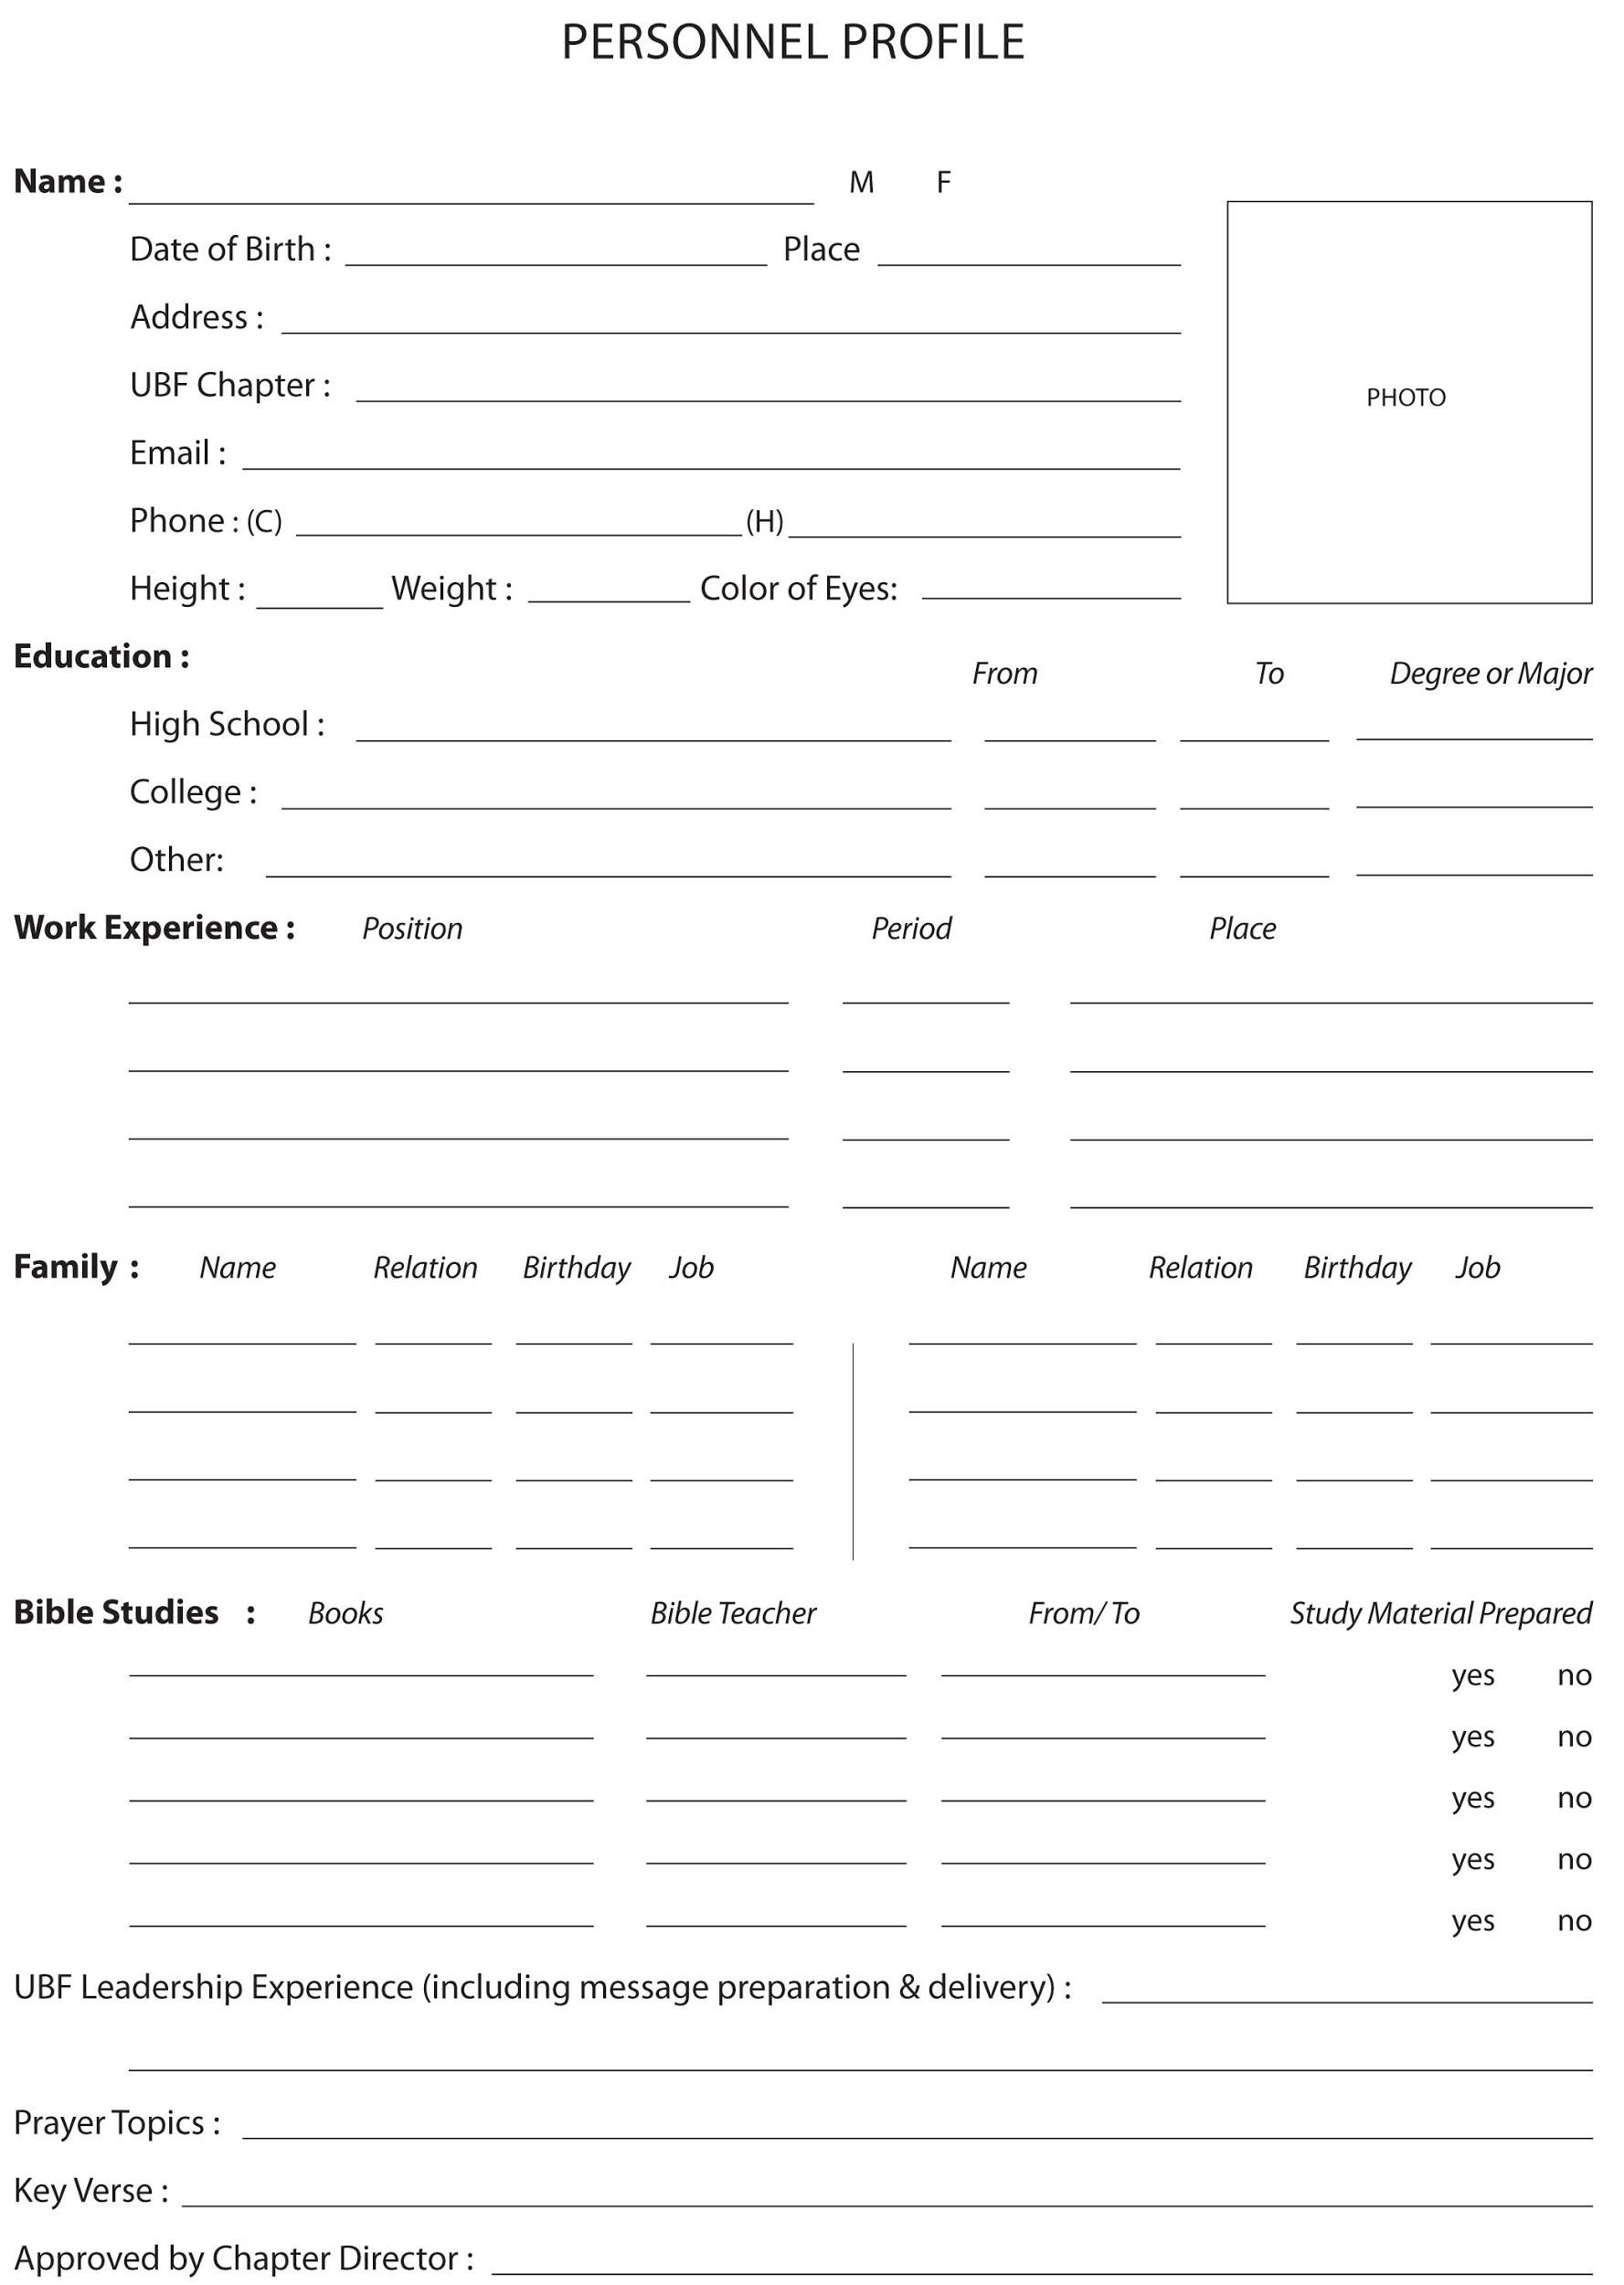 PERSONNEL PROFILE
Name : M F
Date of Birth : Place
Address :
UBF Chapter :
Email :
PHOTO
Phone : (C) (H)
Height : Weight : Color of Eyes:
Education : From To Degree or Major
High School :
College :
Other:
Work Experience : Position Period Place
Family : Name Relation Birthday Job Name Relation Birthday Job
Bible Studies : Books Bible Teacher From/ To Study Material Prepared
yes no
yes no
yes no
yes no
yes no
UBF Leadership Experience (including message preparation & delivery) :
Prayer Topics :
Key Verse :
Approved by Chapter Director :